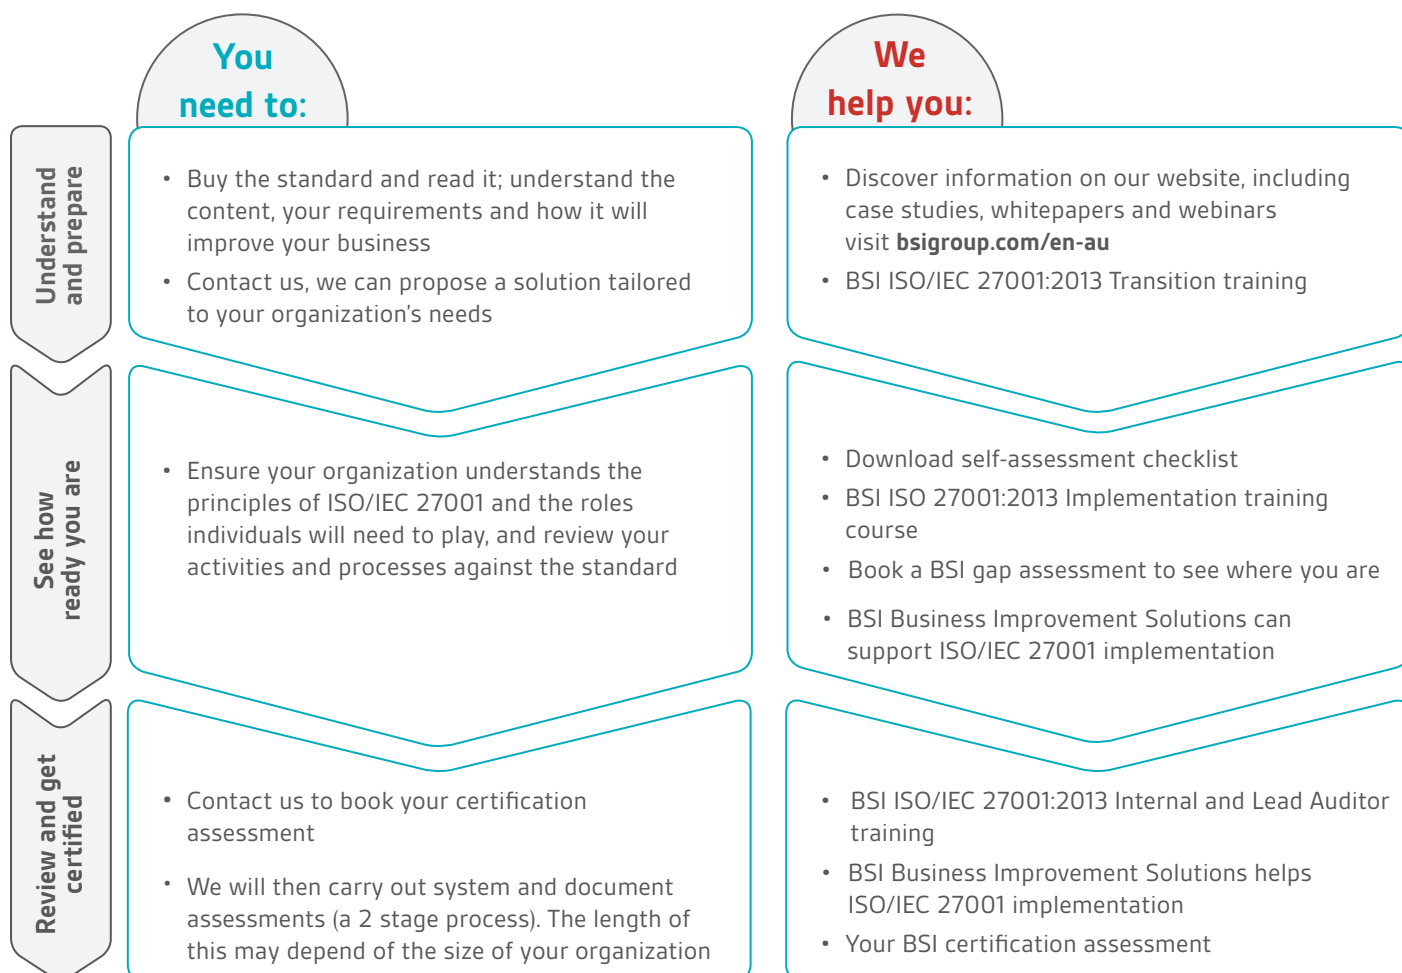 You
need to:
We
help you:
Understand
and prepare
• Buy the standard and read it; understand the
content, your requirements and how it will
improve your business
• Contact us, we can propose a solution tailored
to your organization's needs
• Discover information on our website, including
case studies, whitepapers and webinars
visit bsigroup.com/en-au
• BSI ISO/IEC 27001:2013 Transition training
See how
ready you are
• Ensure your organization understands the
principles of ISO/IEC 27001 and the roles
individuals will need to play, and review your
activities and processes against the standard
• Download self-assessment checklist
• BSI ISO 27001:2013 Implementation training
course
• Book a BSI gap assessment to see where you are
• BSI Business Improvement Solutions can
support ISO/IEC 27001 implementation
Review and get
certified
• Contact us to book your certification
assessment
• We will then carry out system and document
assessments (a 2 stage process). The length of
this may depend of the size of your organization
• BSI ISO/IEC 27001:2013 Internal and Lead Auditor
training
• BSI Business Improvement Solutions helps
ISO/IEC 27001 implementation
• Your BSI certification assessment